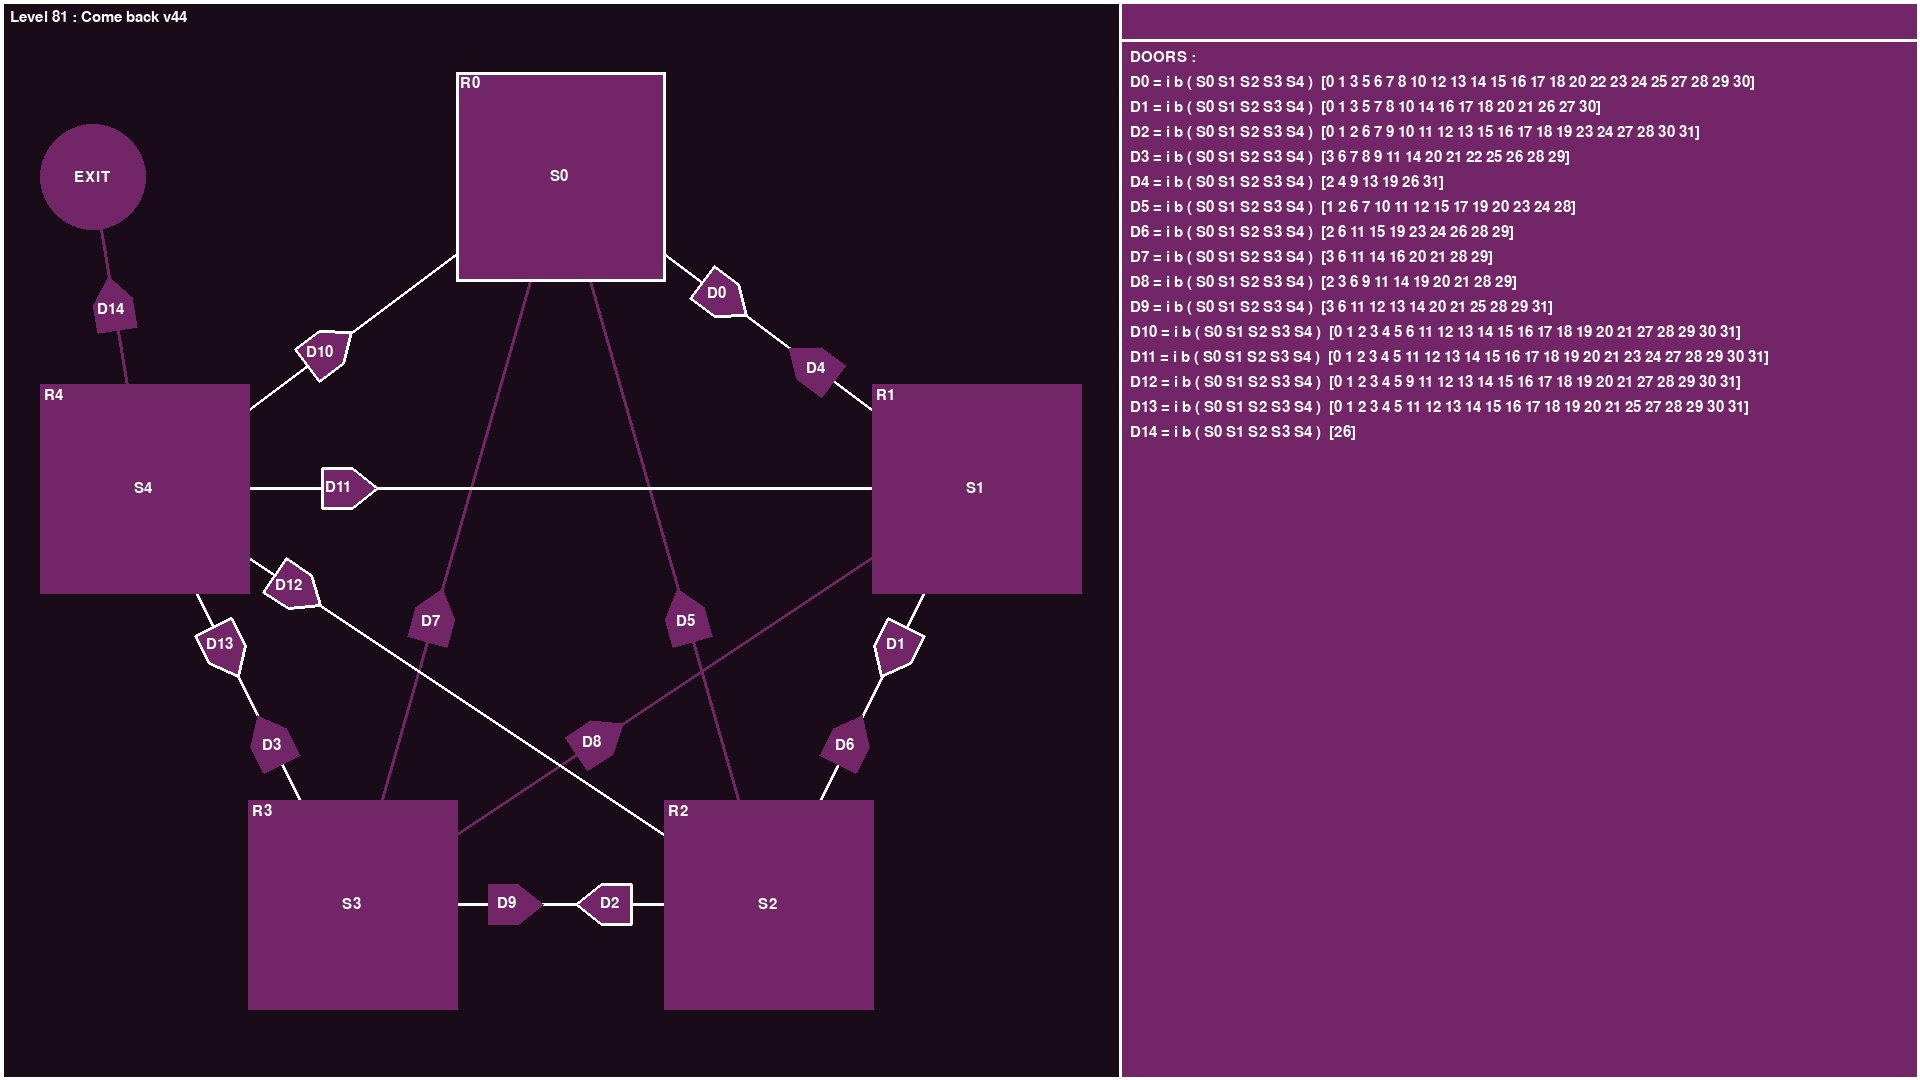 Level 81 : Come back v44
R0
S0
EXIT
D14
D10
D0
D4
R4
S4
R1
S1
D11
D12
D13
D7
D5
D1
D3
D8
D6
R3
S3
R2
S2
D9
D2
DOORS :
D0 = i b ( S0 S1 S2 S3 S4 ) [0 1 3 5 6 7 8 10 12 13 14 15 16 17 18 20 22 23 24 25 27 28 29 30]
D1 = i b ( S0 S1 S2 S3 S4 ) [0 1 3 5 7 8 10 14 16 17 18 20 21 26 27 30]
D2 = i b ( S0 S1 S2 S3 S4 ) [0 1 2 6 7 9 10 11 12 13 15 16 17 18 19 23 24 27 28 30 31]
D3 = i b ( S0 S1 S2 S3 S4 ) [3 6 7 8 9 11 14 20 21 22 25 26 28 29]
D4 = i b ( S0 S1 S2 S3 S4 ) [2 4 9 13 19 26 31]
D5 = i b ( S0 S1 S2 S3 S4 ) [1 2 6 7 10 11 12 15 17 19 20 23 24 28]
D6 = i b ( S0 S1 S2 S3 S4 ) [2 6 11 15 19 23 24 26 28 29]
D7 = i b ( S0 S1 S2 S3 S4 ) [3 6 11 14 16 20 21 28 29]
D8 = i b ( S0 S1 S2 S3 S4 ) [2 3 6 9 11 14 19 20 21 28 29]
D9 = i b ( S0 S1 S2 S3 S4 ) [3 6 11 12 13 14 20 21 25 28 29 31]
D10 = i b ( S0 S1 S2 S3 S4 ) [0 1 2 3 4 5 6 11 12 13 14 15 16 17 18 19 20 21 27 28 29 30 31]
D11 = i b ( S0 S1 S2 S3 S4 ) [0 1 2 3 4 5 11 12 13 14 15 16 17 18 19 20 21 23 24 27 28 29 30 31]
D12 = i b ( S0 S1 S2 S3 S4 ) [0 1 2 3 4 5 9 11 12 13 14 15 16 17 18 19 20 21 27 28 29 30 31]
D13 = i b ( S0 S1 S2 S3 S4 ) [0 1 2 3 4 5 11 12 13 14 15 16 17 18 19 20 21 25 27 28 29 30 31]
D14 = i b ( S0 S1 S2 S3 S4 ) [26]